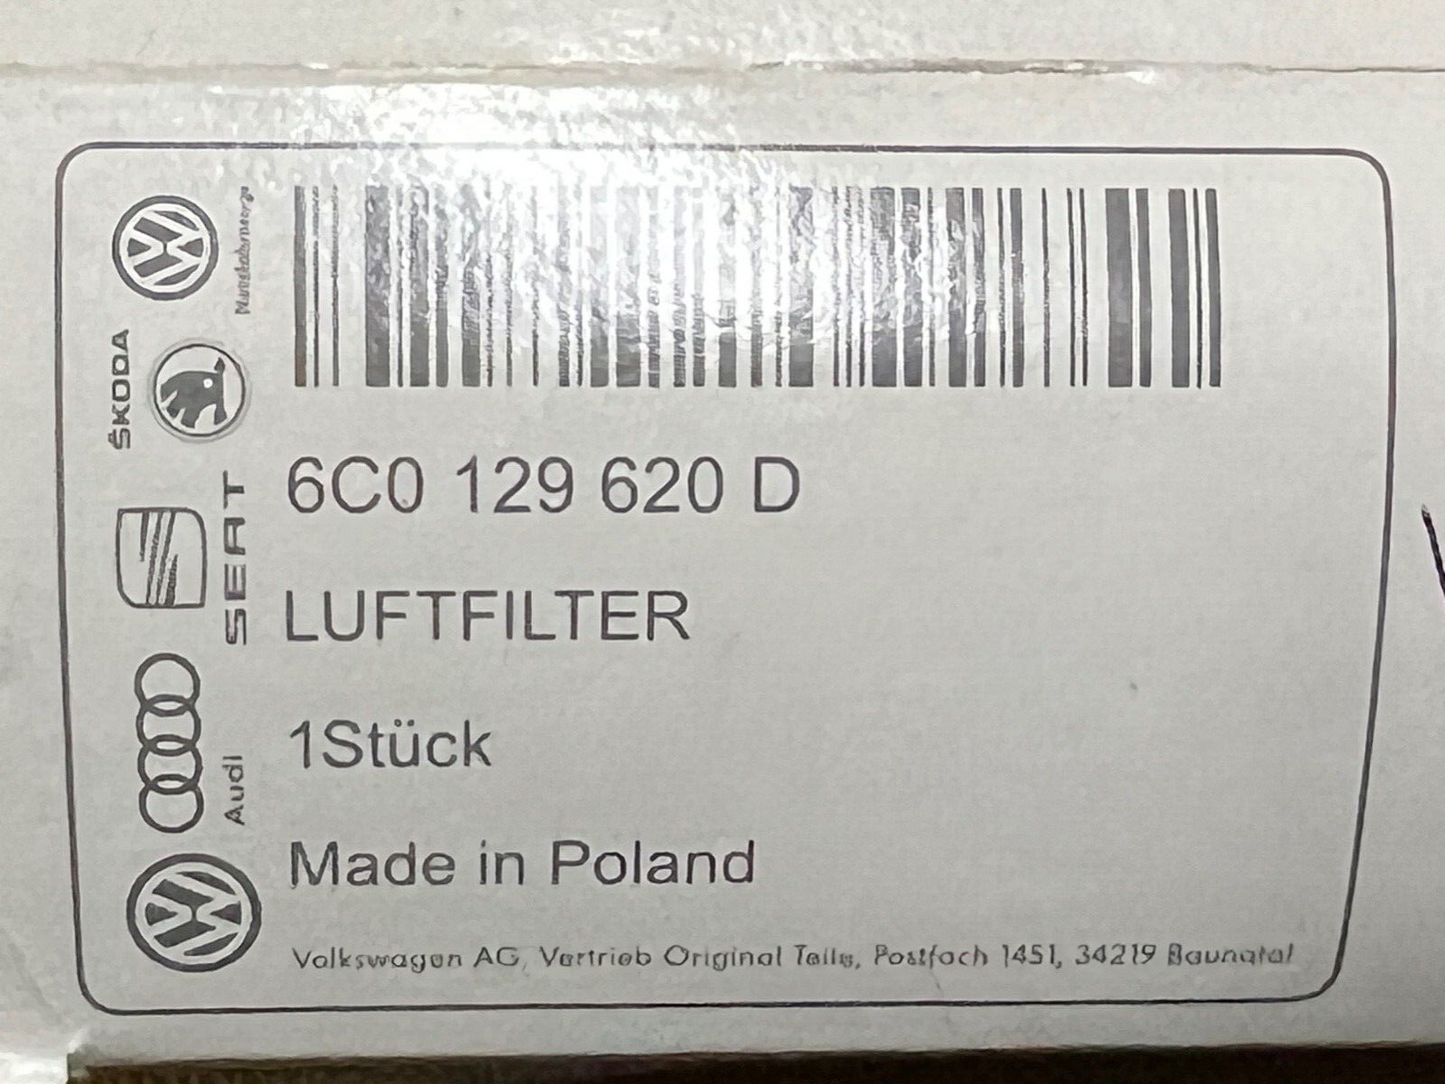 6C0 129 620 D
LUFTFILTER
1Stück
Made in Poland
Volkswagen AG, Vertrieb Original Teile, Postfach 1451, 34219 Baunatal
ŠKODA
SEAT
Audi